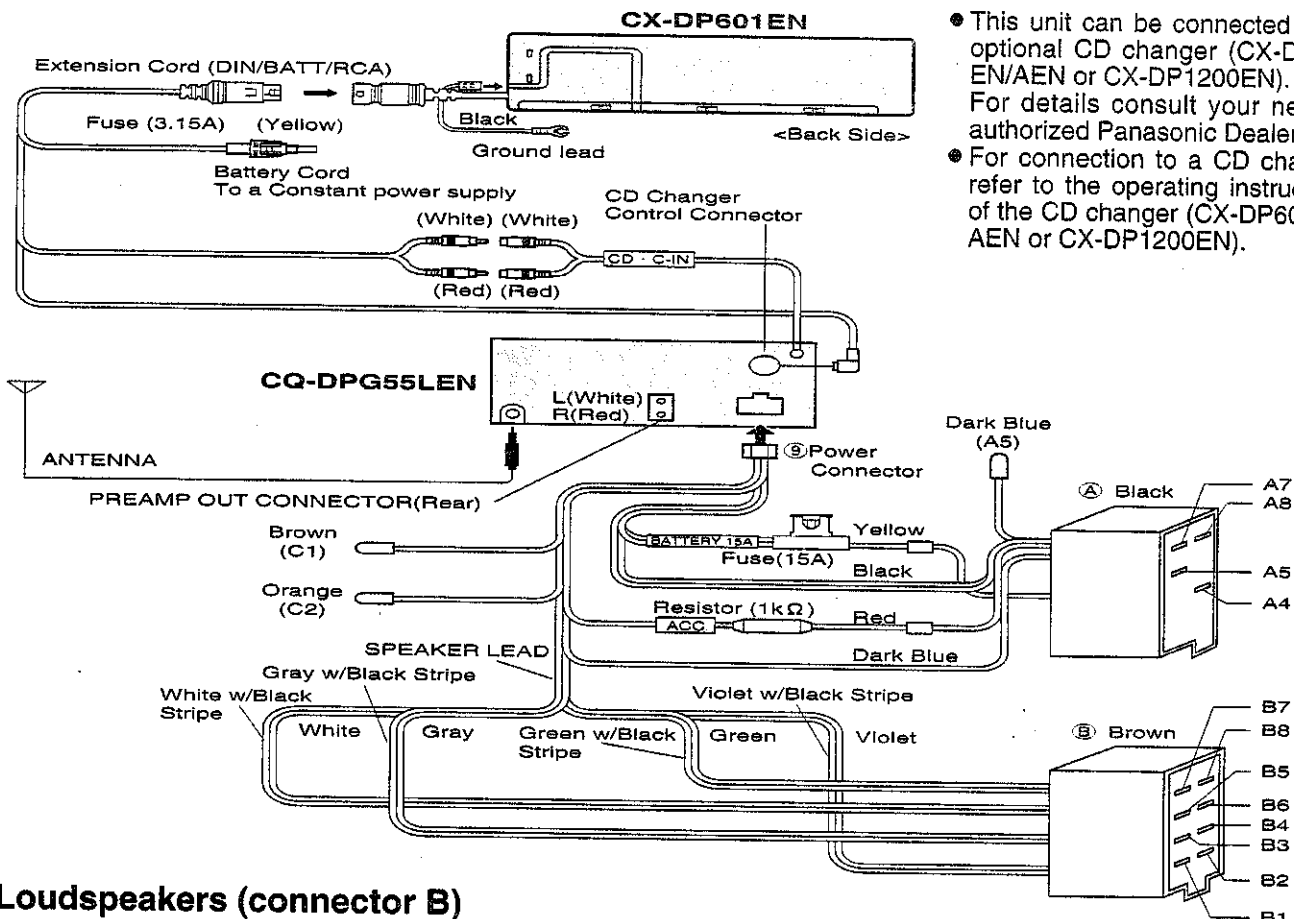 CX-DP601EN
Extension Cord (DIN/BATT/RCA)
Fuse (3.15A) (Yellow)
Battery Cord
To a Constant power supply
Black
Ground lead
<Back Side>
● This unit can be connected
optional CD changer (CX-D
EN/AEN or CX-DP1200EN).
For details consult your ne
authorized Panasonic Dealer
● For connection to a CD cha
refer to the operating instruc
of the CD changer (CX-DP60
AEN or CX-DP1200EN).
CD Changer
Control Connector
(White) (White)
CD · C-IN
(Red) (Red)
CQ-DPG55LEN
L(White)
R(Red)
ANTENNA
PREAMP OUT CONNECTOR(Rear)
⑨Power
Connector
Dark Blue
(A5)
Ⓐ Black
A7
A8
A5
A4
Brown
(C1)
Orange
(C2)
BATTERY 15A
Fuse(15A)
Yellow
Black
Resistor (1kΩ)
ACC
Red
Dark Blue
SPEAKER LEAD
Gray w/Black Stripe
White w/Black
Stripe
White
Gray
Green w/Black
Stripe
Green
Violet w/Black Stripe
Violet
Ⓑ Brown
B7
B8
B5
B6
B4
B3
B2
B1
Loudspeakers (connector B)